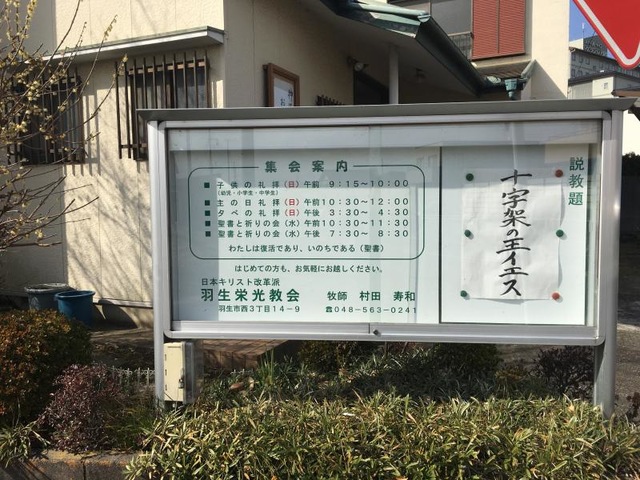 集会案内
■ 子供の礼拝(日)午前 9:15～10:00
(幼児・小学生・中学生)
■ 主の日礼拝(日)午前10:30～12:00
■ 夕べの礼拝(日)午後 3:30～ 4:30
■ 聖書と祈りの会(水)午前10:30～11:30
■ 聖書と祈りの会(水)午後 7:30～ 8:30
わたしは復活であり、いのちである(聖書)
はじめての方も、お気軽にお越しください。
日本キリスト改革派
羽生栄光教会 牧師 村田 寿和
羽生市西3丁目14-9 ☎048-563-0241
説教題
十字架の王イエス